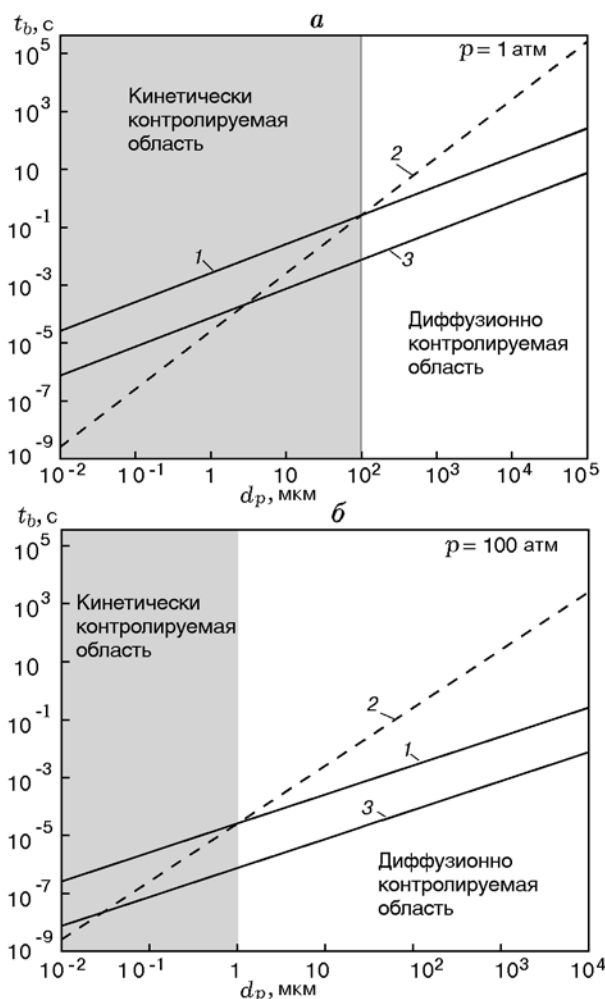 а
t_b, с
p = 1 атм
10^5
Кинетически
контролируемая
область
10^3
10
2
10^-1
1
3
10^-3
Диффузионно
контролируемая
область
10^-5
10^-7
10^-9
10^-2 10^-1 1 10 10^2 10^3 10^4 10^5
d_p, мкм
б
t_b, с
p = 100 атм
10^5
Кинетически
контролируемая
область
10^3
10
2
10^-1
1
10^-3
3
10^-5
Диффузионно
контролируемая
область
10^-7
10^-9
10^-2 10^-1 1 10 10^2 10^3 10^4
d_p, мкм